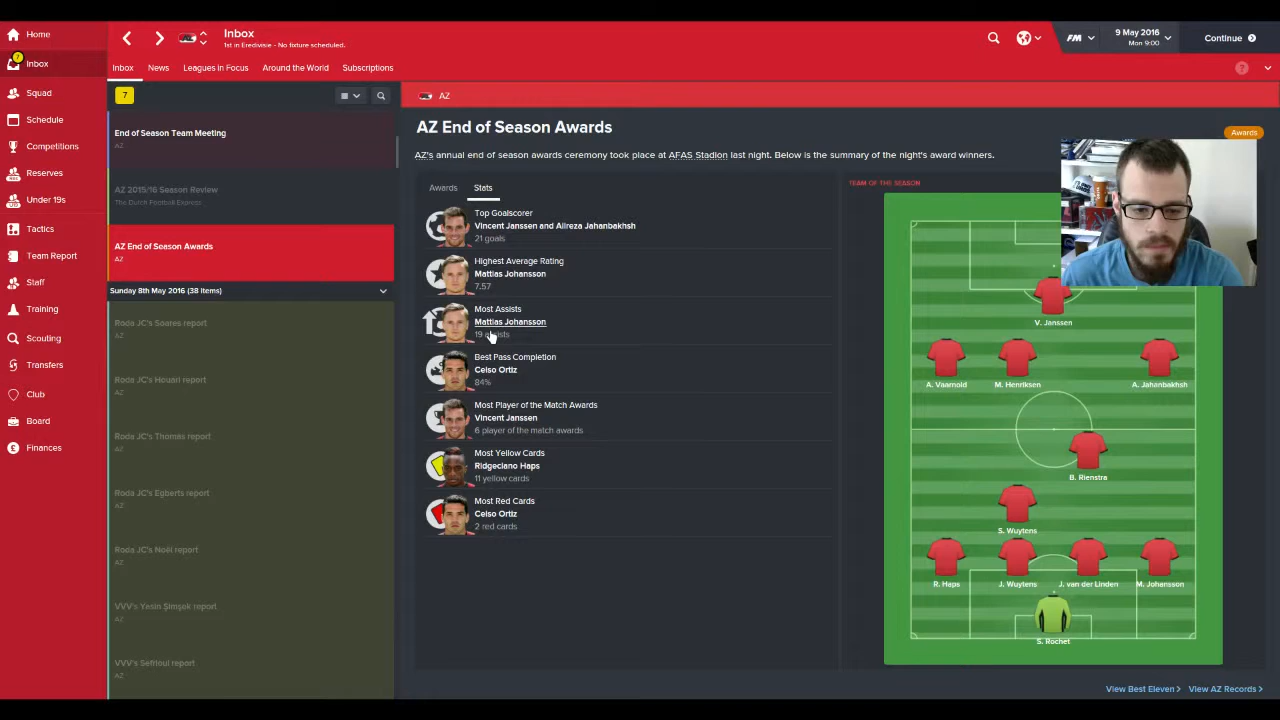 Home
Inbox
1st in Eredivisie - No fixture scheduled.
FM
9 May 2016
Mon 9:00
Continue
7
Inbox
Inbox
News
Leagues in Focus
Around the World
Subscriptions
Squad
Schedule
Competitions
Reserves
Under 19s
Tactics
Team Report
Staff
Training
Scouting
Transfers
Club
Board
Finances
7
End of Season Team Meeting
AZ
AZ 2015/16 Season Review
The Dutch Football Express
AZ End of Season Awards
AZ
Sunday 8th May 2016 (38 items)
Roda JC's Soares report
AZ
Roda JC's Houari report
AZ
Roda JC's Thomas report
AZ
Roda JC's Egberts report
AZ
Roda JC's Noël report
AZ
VVV's Yesin Şimşek report
AZ
VVV's Sefrioui report
AZ
AZ
AZ End of Season Awards
Awards
AZ's annual end of season awards ceremony took place at AFAS Stadion last night. Below is the summary of the night's award winners.
Awards
Stats
Top Goalscorer
Vincent Janssen and Alireza Jahanbakhsh
21 goals
Highest Average Rating
Mattias Johansson
7.57
Most Assists
Mattias Johansson
19 assists
Best Pass Completion
Celso Ortiz
84%
Most Player of the Match Awards
Vincent Janssen
6 player of the match awards
Most Yellow Cards
Ridgeciano Haps
11 yellow cards
Most Red Cards
Celso Ortiz
2 red cards
TEAM OF THE SEASON
V. Janssen
A. Vaarnold
M. Henriksen
A. Jahanbakhsh
B. Rienstra
S. Wuytens
R. Haps
J. Wuytens
J. van der Linden
M. Johansson
S. Rochet
View Best Eleven >
View AZ Records >